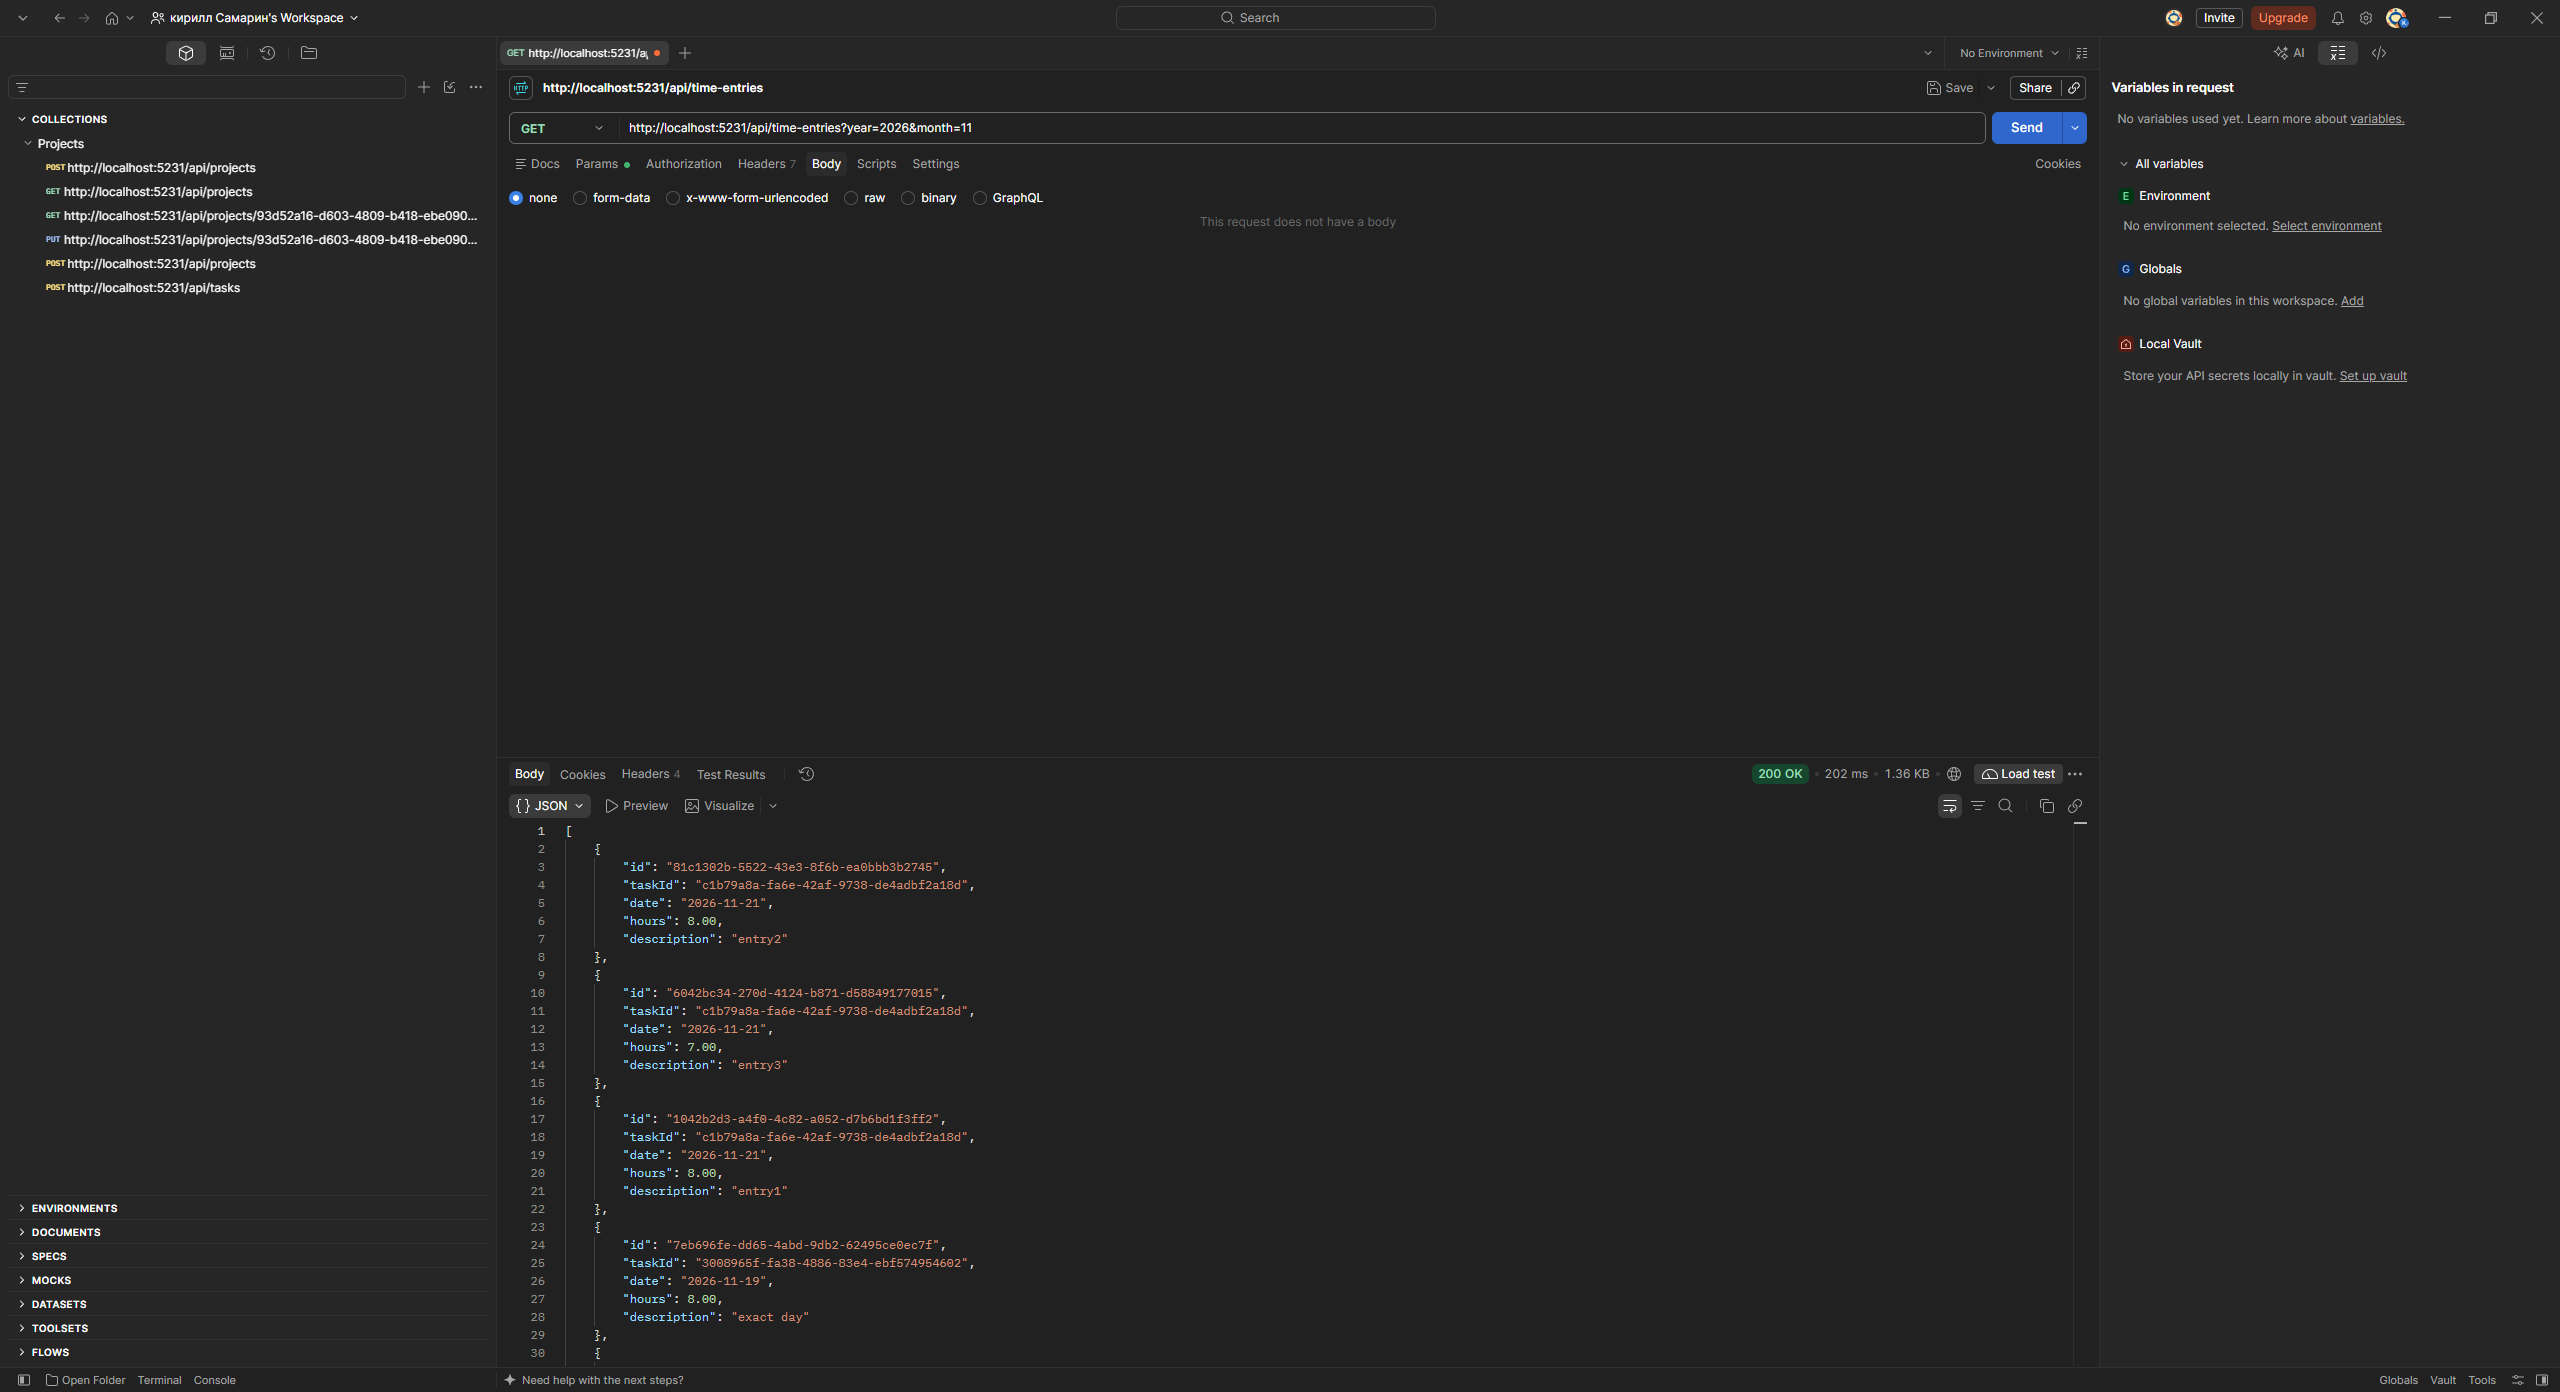 кирилл Самарин's Workspace
Search
Invite
Upgrade
GET http://localhost:5231/a
No Environment
AI
COLLECTIONS
Projects
POST http://localhost:5231/api/projects
GET http://localhost:5231/api/projects
GET http://localhost:5231/api/projects/93d52a16-d603-4809-b418-ebe090...
PUT http://localhost:5231/api/projects/93d52a16-d603-4809-b418-ebe090...
POST http://localhost:5231/api/projects
POST http://localhost:5231/api/tasks
ENVIRONMENTS
DOCUMENTS
SPECS
MOCKS
DATASETS
TOOLSETS
FLOWS
HTTP http://localhost:5231/api/time-entries
Save
Share
GET http://localhost:5231/api/time-entries?year=2026&month=11
Send
Docs Params Authorization Headers 7 Body Scripts Settings
Cookies
none form-data x-www-form-urlencoded raw binary GraphQL
This request does not have a body
Body Cookies Headers 4 Test Results
200 OK 202 ms 1.36 KB Load test
{} JSON Preview Visualize
1 [
2 {
3 "id": "81c1302b-5522-43e3-8f6b-ea0bbb3b2745",
4 "taskId": "c1b79a8a-fa6e-42af-9738-de4adbf2a18d",
5 "date": "2026-11-21",
6 "hours": 8.00,
7 "description": "entry2"
8 },
9 {
10 "id": "6042bc34-270d-4124-b871-d58849177015",
11 "taskId": "c1b79a8a-fa6e-42af-9738-de4adbf2a18d",
12 "date": "2026-11-21",
13 "hours": 7.00,
14 "description": "entry3"
15 },
16 {
17 "id": "1042b2d3-a4f0-4c82-a052-d7b6bd1f3ff2",
18 "taskId": "c1b79a8a-fa6e-42af-9738-de4adbf2a18d",
19 "date": "2026-11-21",
20 "hours": 8.00,
21 "description": "entry1"
22 },
23 {
24 "id": "7eb696fe-dd65-4abd-9db2-62495ce0ec7f",
25 "taskId": "3008965f-fa38-4886-83e4-ebf574954602",
26 "date": "2026-11-19",
27 "hours": 8.00,
28 "description": "exact day"
29 },
30 {
Variables in request
No variables used yet. Learn more about variables.
All variables
E Environment
No environment selected. Select environment
G Globals
No global variables in this workspace. Add
Local Vault
Store your API secrets locally in vault. Set up vault
Open Folder Terminal Console
Need help with the next steps?
Globals Vault Tools